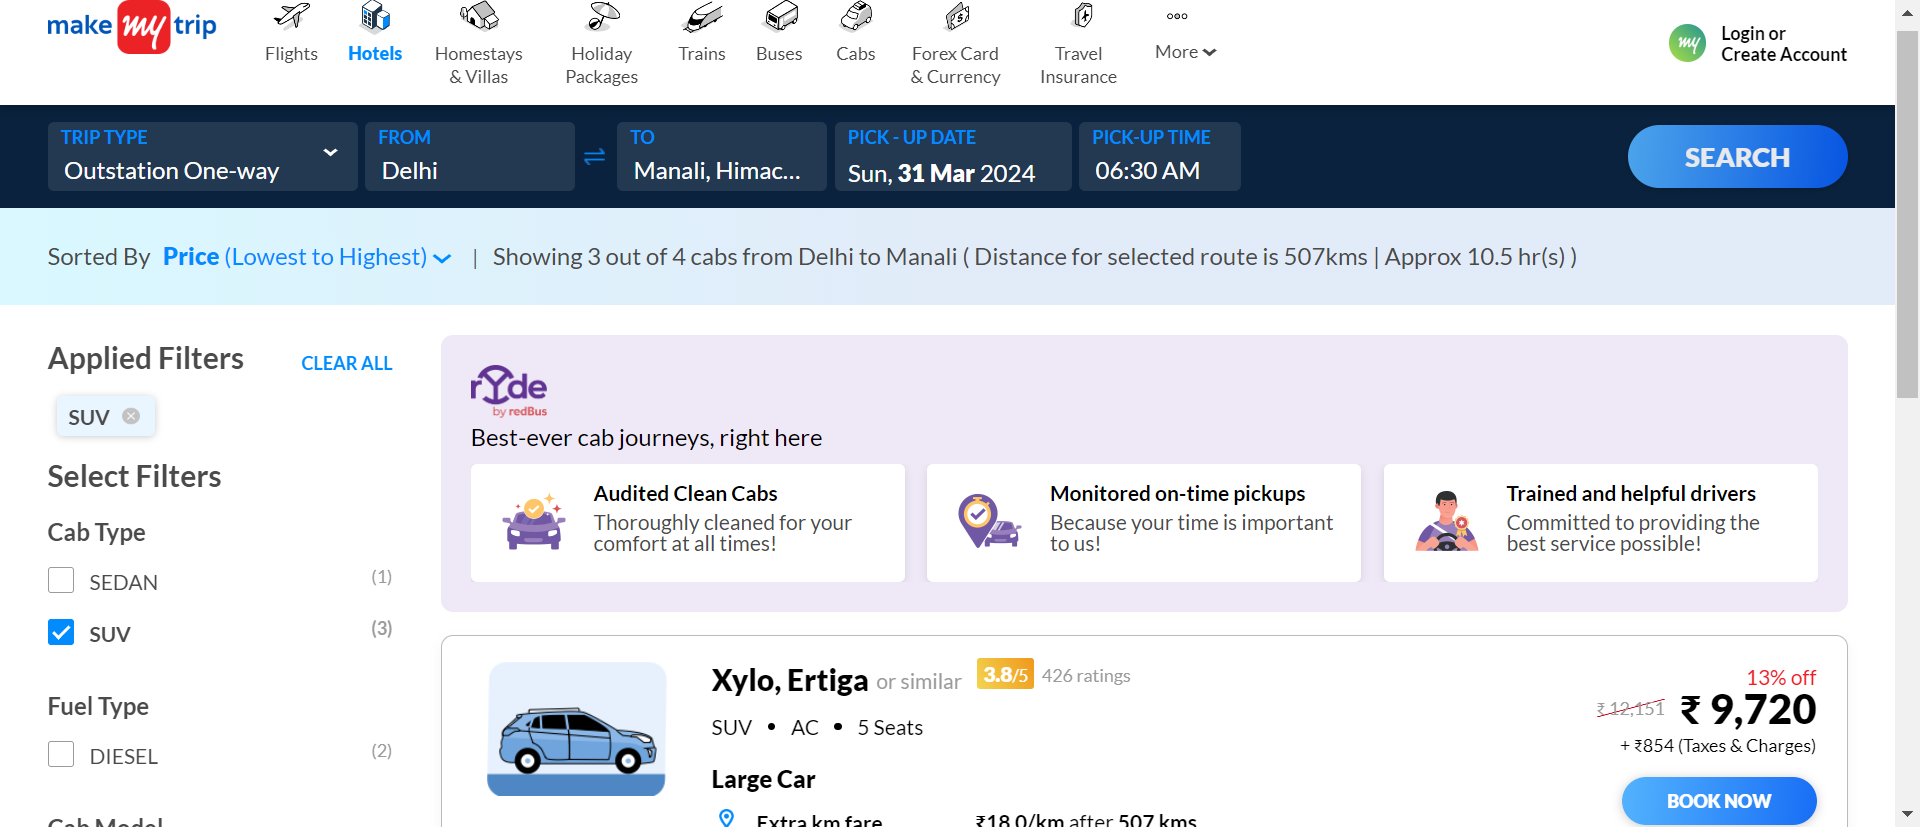 make my trip
Flights
Hotels
Homestays
& Villas
Holiday
Packages
Trains
Buses
Cabs
Forex Card
& Currency
Travel
Insurance
More
my
Login or
Create Account
TRIP TYPE
Outstation One-way
FROM
Delhi
TO
Manali, Himac...
PICK - UP DATE
Sun, 31 Mar 2024
PICK-UP TIME
06:30 AM
SEARCH
Sorted By Price (Lowest to Highest) | Showing 3 out of 4 cabs from Delhi to Manali ( Distance for selected route is 507kms | Approx 10.5 hr(s) )
Applied Filters
CLEAR ALL
SUV
Select Filters
Cab Type
SEDAN (1)
SUV (3)
Fuel Type
DIESEL (2)
Cab Model
rYde
by redBus
Best-ever cab journeys, right here
Audited Clean Cabs
Thoroughly cleaned for your
comfort at all times!
Monitored on-time pickups
Because your time is important
to us!
Trained and helpful drivers
Committed to providing the
best service possible!
Xylo, Ertiga or similar 3.8/5 426 ratings
SUV • AC • 5 Seats
Large Car
Extra km fare ₹18.0/km after 507 kms
13% off
₹ 12,151 ₹ 9,720
+ ₹854 (Taxes & Charges)
BOOK NOW